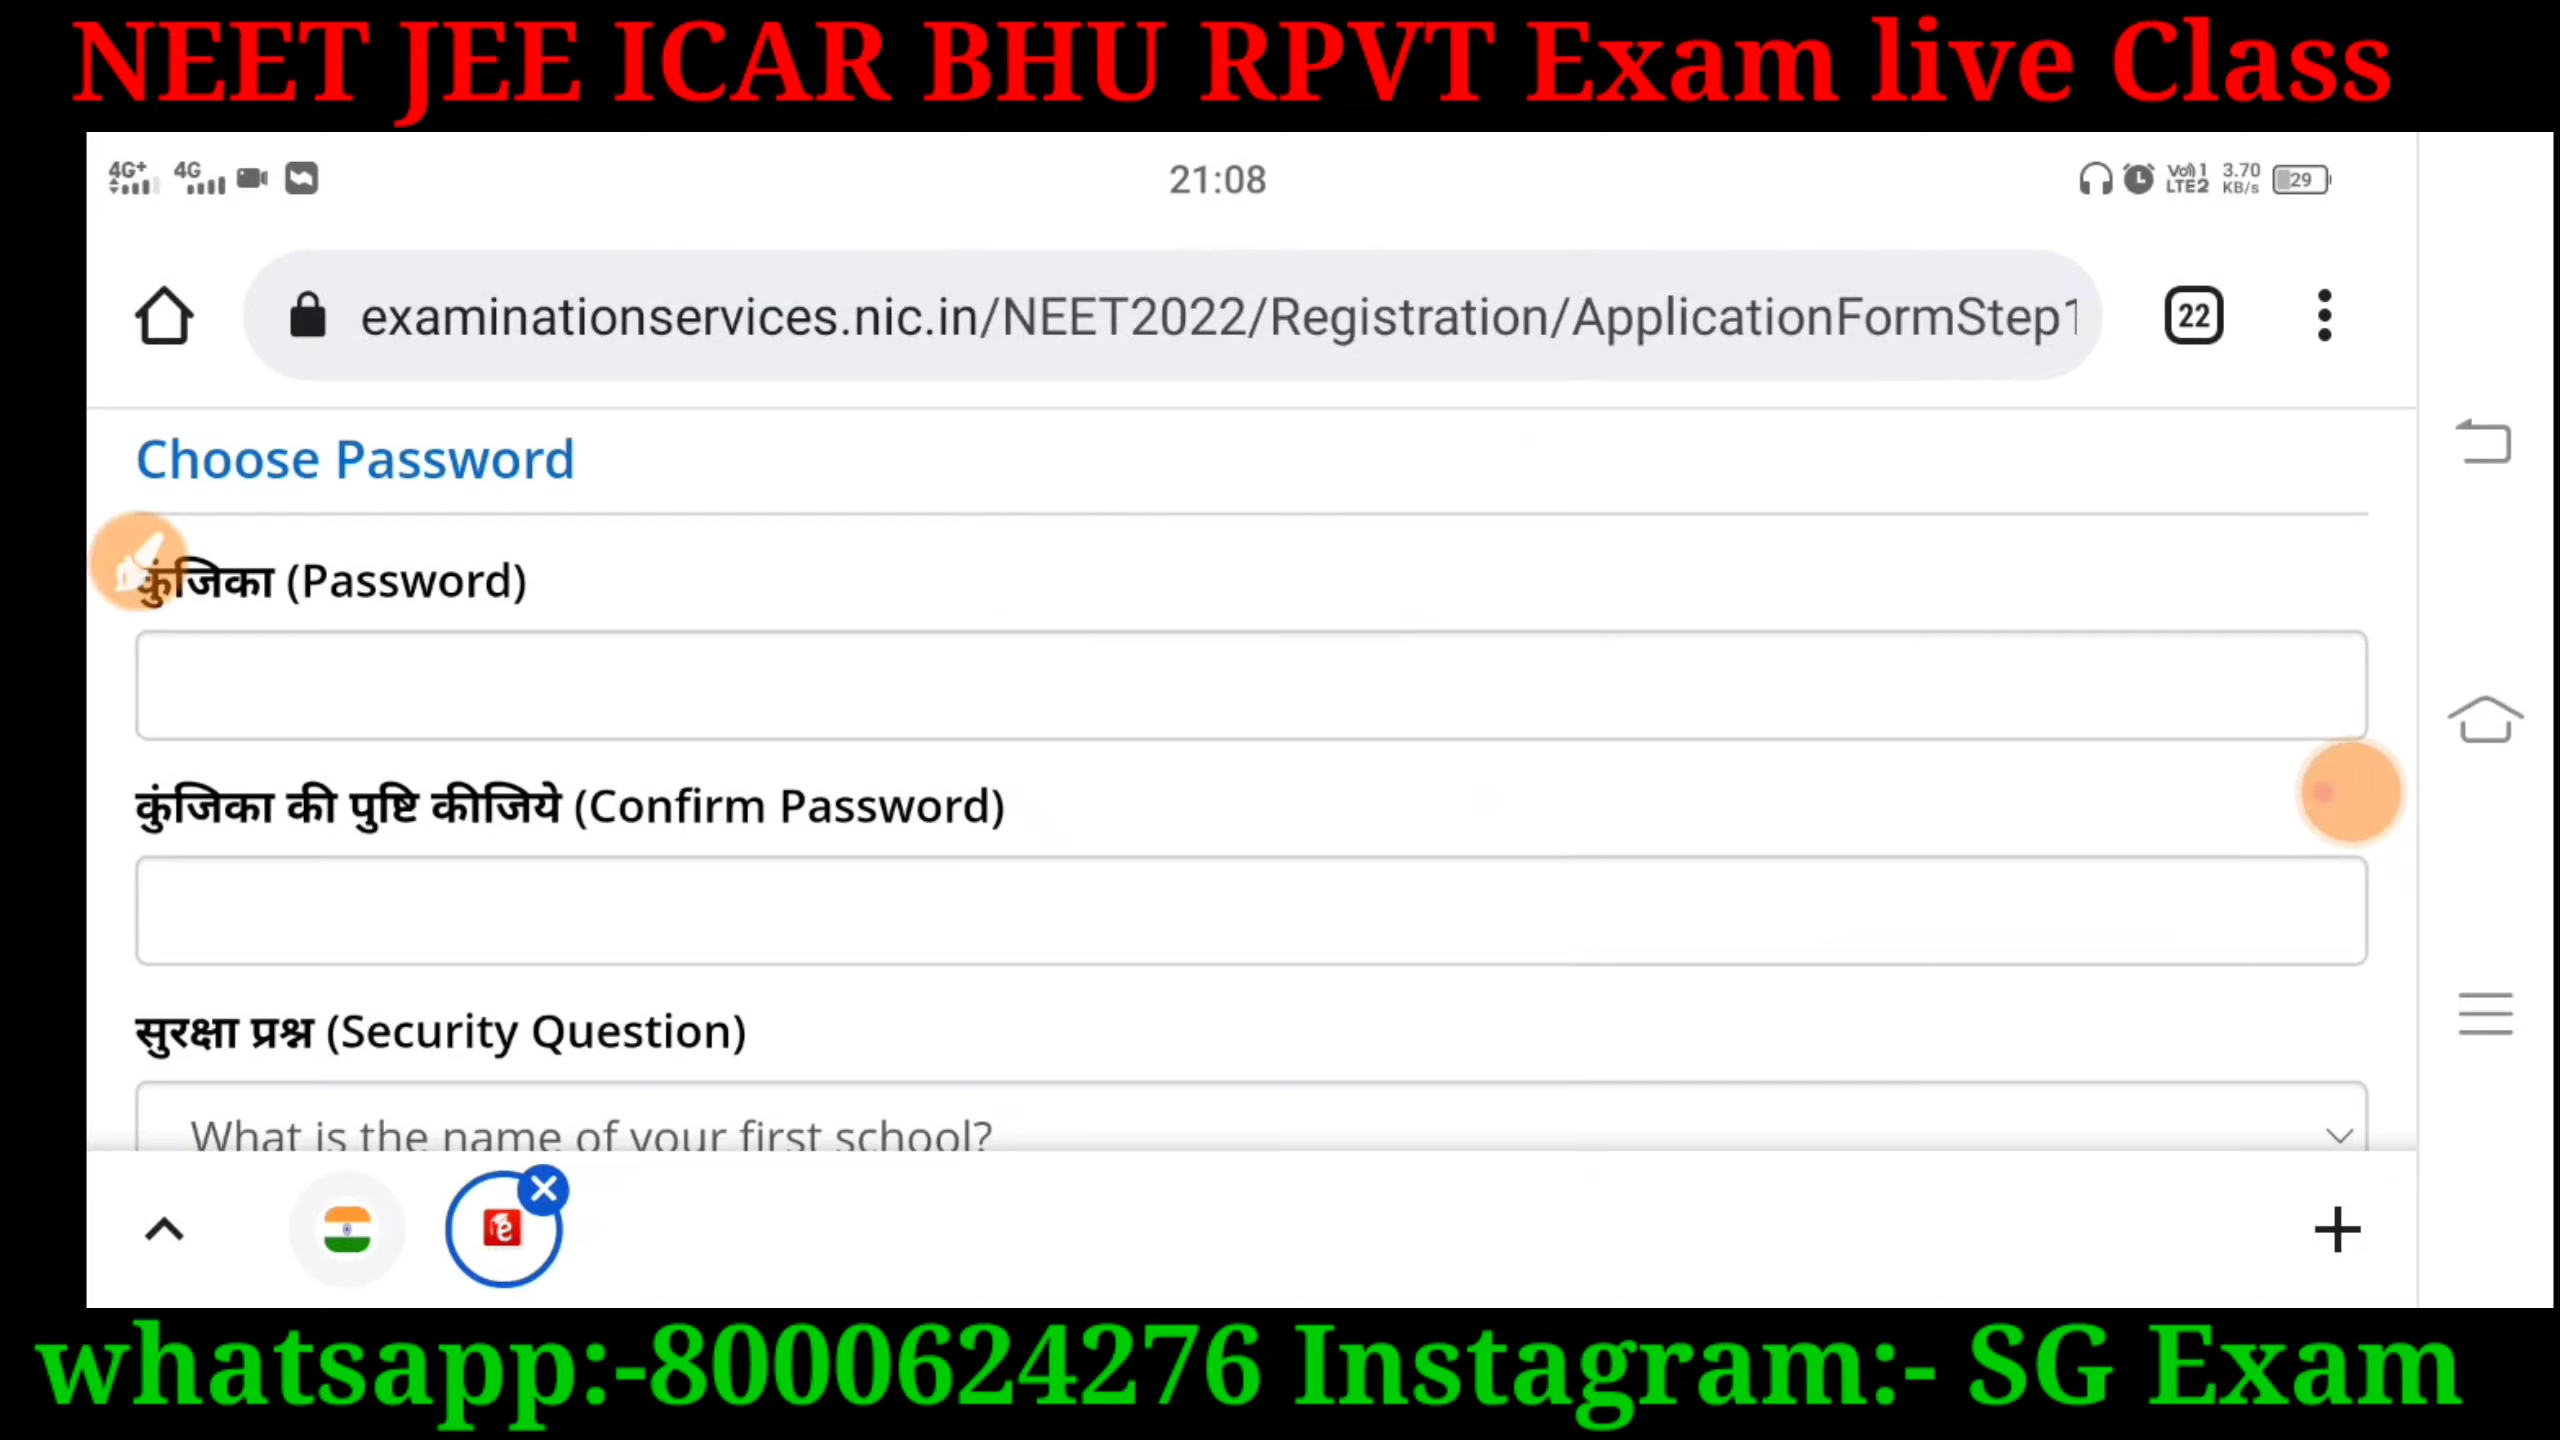 NEET JEE ICAR BHU RPVT Exam live Class
4G+ 4G 21:08 Vo)) 1 LTE2 3.70 KB/s 29
examinationservices.nic.in/NEET2022/Registration/ApplicationFormStep1 22
Choose Password
कुंजिका (Password)
कुंजिका की पुष्टि कीजिये (Confirm Password)
सुरक्षा प्रश्न (Security Question)
What is the name of your first school?
whatsapp:-8000624276 Instagram:- SG Exam